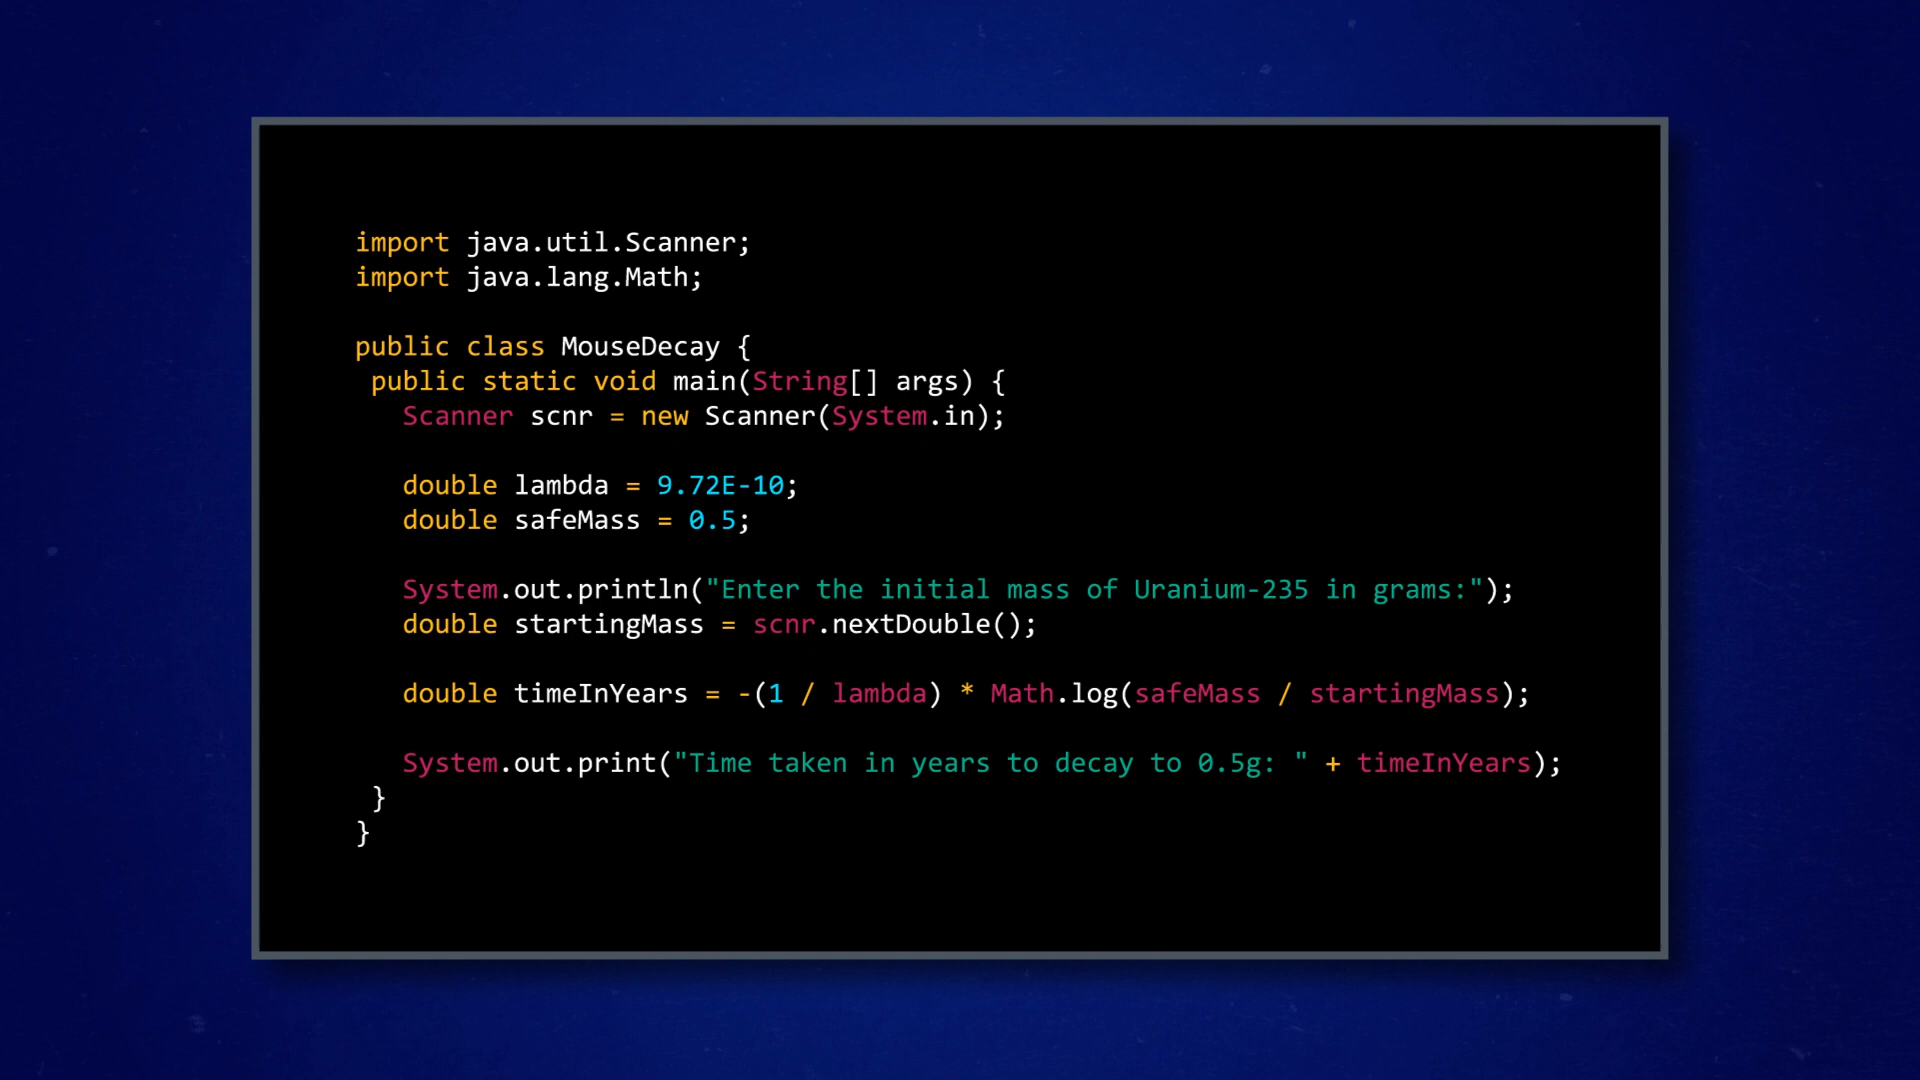 import java.util.Scanner;
import java.lang.Math;
public class MouseDecay {
public static void main(String[] args) {
Scanner scnr = new Scanner(System.in);
double lambda = 9.72E-10;
double safeMass = 0.5;
System.out.println("Enter the initial mass of Uranium-235 in grams:");
double startingMass = scnr.nextDouble();
double timeInYears = -(1 / lambda) * Math.log(safeMass / startingMass);
System.out.print("Time taken in years to decay to 0.5g: " + timeInYears);
}
}